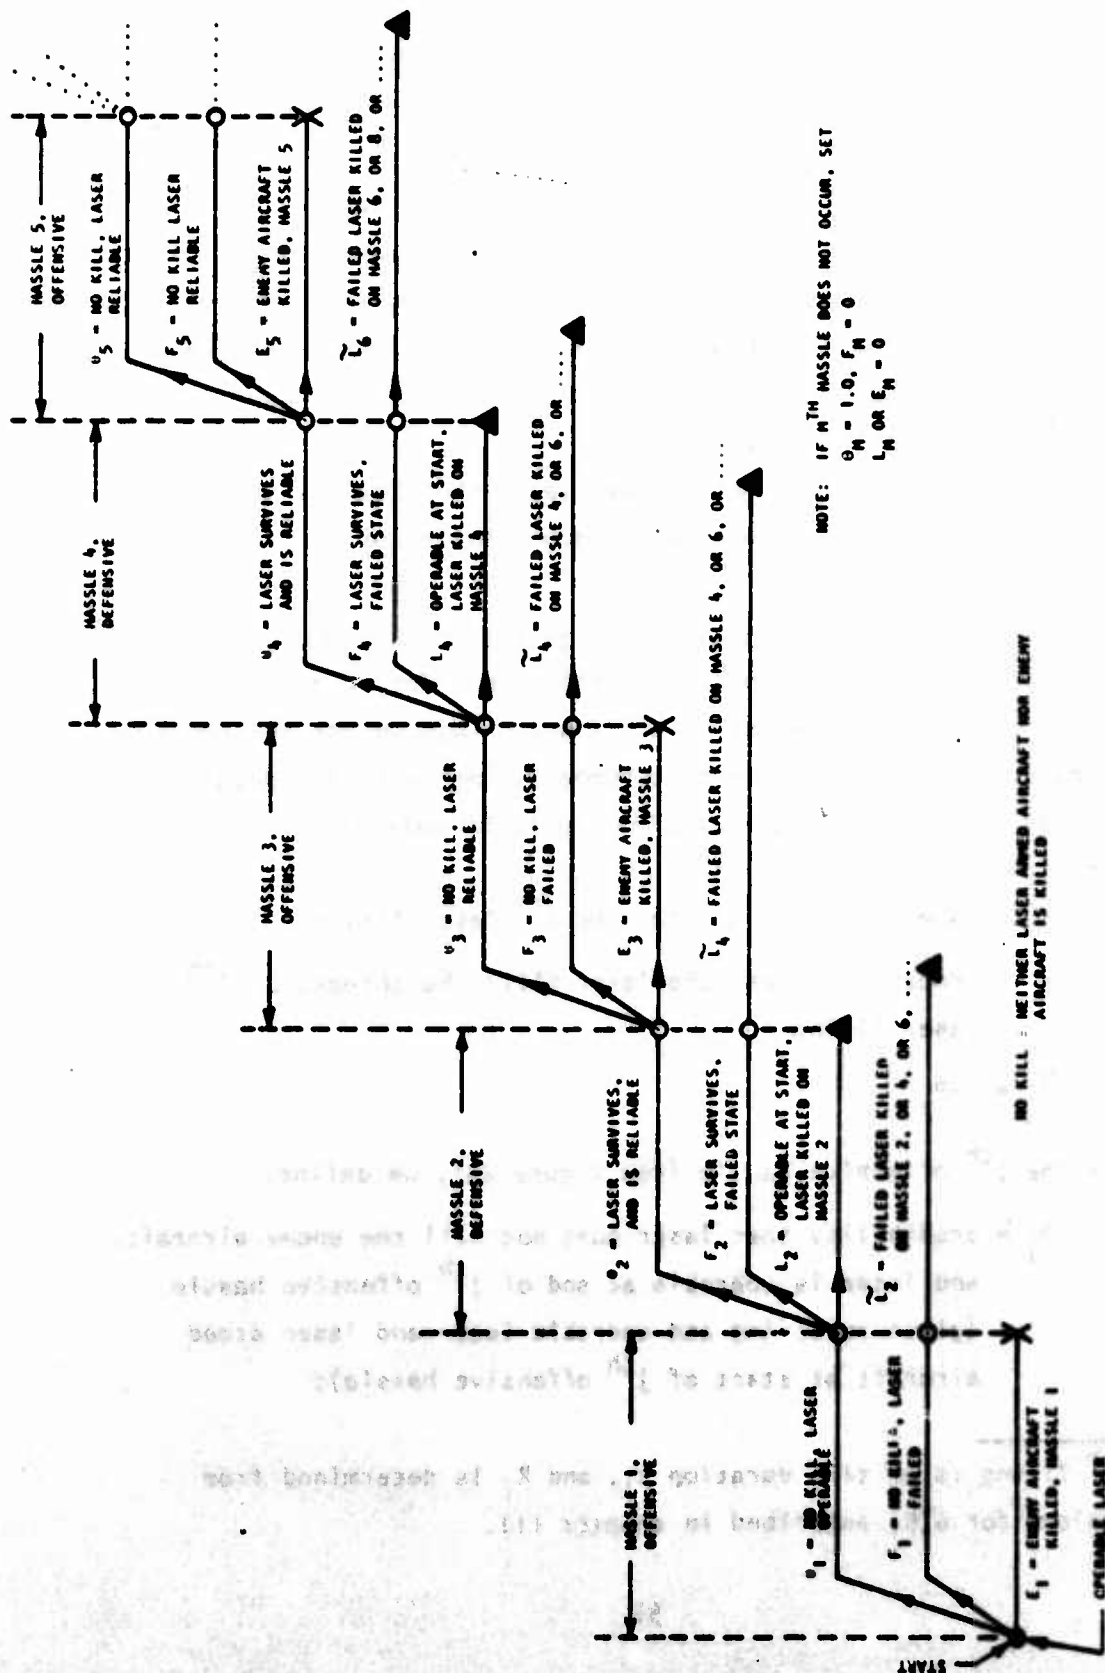 START
OPERABLE LASER
HASSLE 1,
OFFENSIVE
θ1 = NO KILL, LASER
OPERABLE
F1 = NO KILL, LASER
FAILED
E1 = ENEMY AIRCRAFT
KILLED, HASSLE 1
HASSLE 2,
DEFENSIVE
θ2 = LASER SURVIVES,
AND IS RELIABLE
F2 = LASER SURVIVES,
FAILED STATE
L2 = OPERABLE AT START,
LASER KILLED ON
HASSLE 2
L̃2 = FAILED LASER KILLED
ON HASSLE 2, OR 4, OR 6, ....
HASSLE 3,
OFFENSIVE
θ3 = NO KILL, LASER
RELIABLE
F3 = NO KILL, LASER
FAILED
E3 = ENEMY AIRCRAFT
KILLED, HASSLE 3
L̃4 = FAILED LASER KILLED ON HASSLE 4, OR 6, OR ....
HASSLE 4,
DEFENSIVE
θ4 = LASER SURVIVES
AND IS RELIABLE
F4 = LASER SURVIVES,
FAILED STATE
L4 = OPERABLE AT START,
LASER KILLED ON
HASSLE 4
L̃4 = FAILED LASER KILLED
ON HASSLE 4, OR 6, OR ....
HASSLE 5,
OFFENSIVE
θ5 = NO KILL, LASER
RELIABLE
F5 = NO KILL LASER
RELIABLE
E5 = ENEMY AIRCRAFT
KILLED, HASSLE 5
L̃6 = FAILED LASER KILLED
ON HASSLE 6, OR 8, OR ....
NO KILL = NEITHER LASER ARMED AIRCRAFT NOR ENEMY
AIRCRAFT IS KILLED
NOTE: IF MTH HASSLE DOES NOT OCCUR, SET
θM = 1.0, FM = 0
LM OR EM = 0